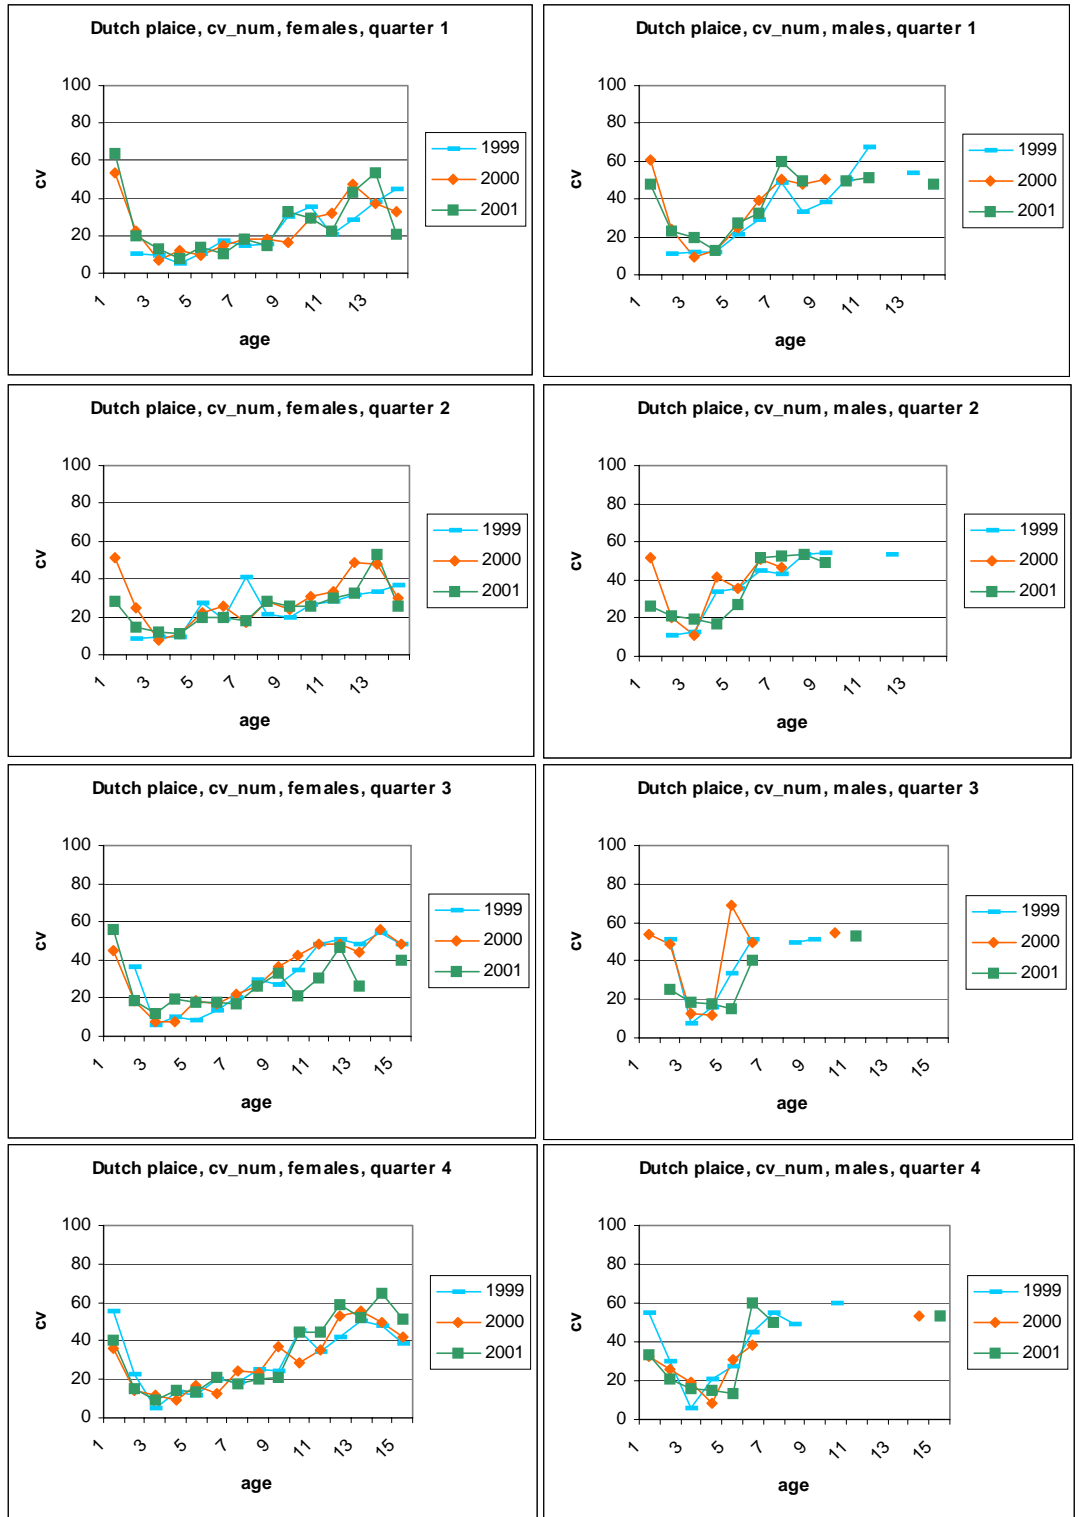 Dutch plaice, cv_num, females, quarter 1
100
80
60
40
20
0
cv
1 3 5 7 9 11 13
age
1999
2000
2001
Dutch plaice, cv_num, males, quarter 1
100
80
60
40
20
0
cv
1 3 5 7 9 11 13
age
1999
2000
2001
Dutch plaice, cv_num, females, quarter 2
100
80
60
40
20
0
cv
1 3 5 7 9 11 13
age
1999
2000
2001
Dutch plaice, cv_num, males, quarter 2
100
80
60
40
20
0
cv
1 3 5 7 9 11 13
age
1999
2000
2001
Dutch plaice, cv_num, females, quarter 3
100
80
60
40
20
0
cv
1 3 5 7 9 11 13 15
age
1999
2000
2001
Dutch plaice, cv_num, males, quarter 3
100
80
60
40
20
0
cv
1 3 5 7 9 11 13 15
age
1999
2000
2001
Dutch plaice, cv_num, females, quarter 4
100
80
60
40
20
0
cv
1 3 5 7 9 11 13 15
age
1999
2000
2001
Dutch plaice, cv_num, males, quarter 4
100
80
60
40
20
0
cv
1 3 5 7 9 11 13 15
age
1999
2000
2001